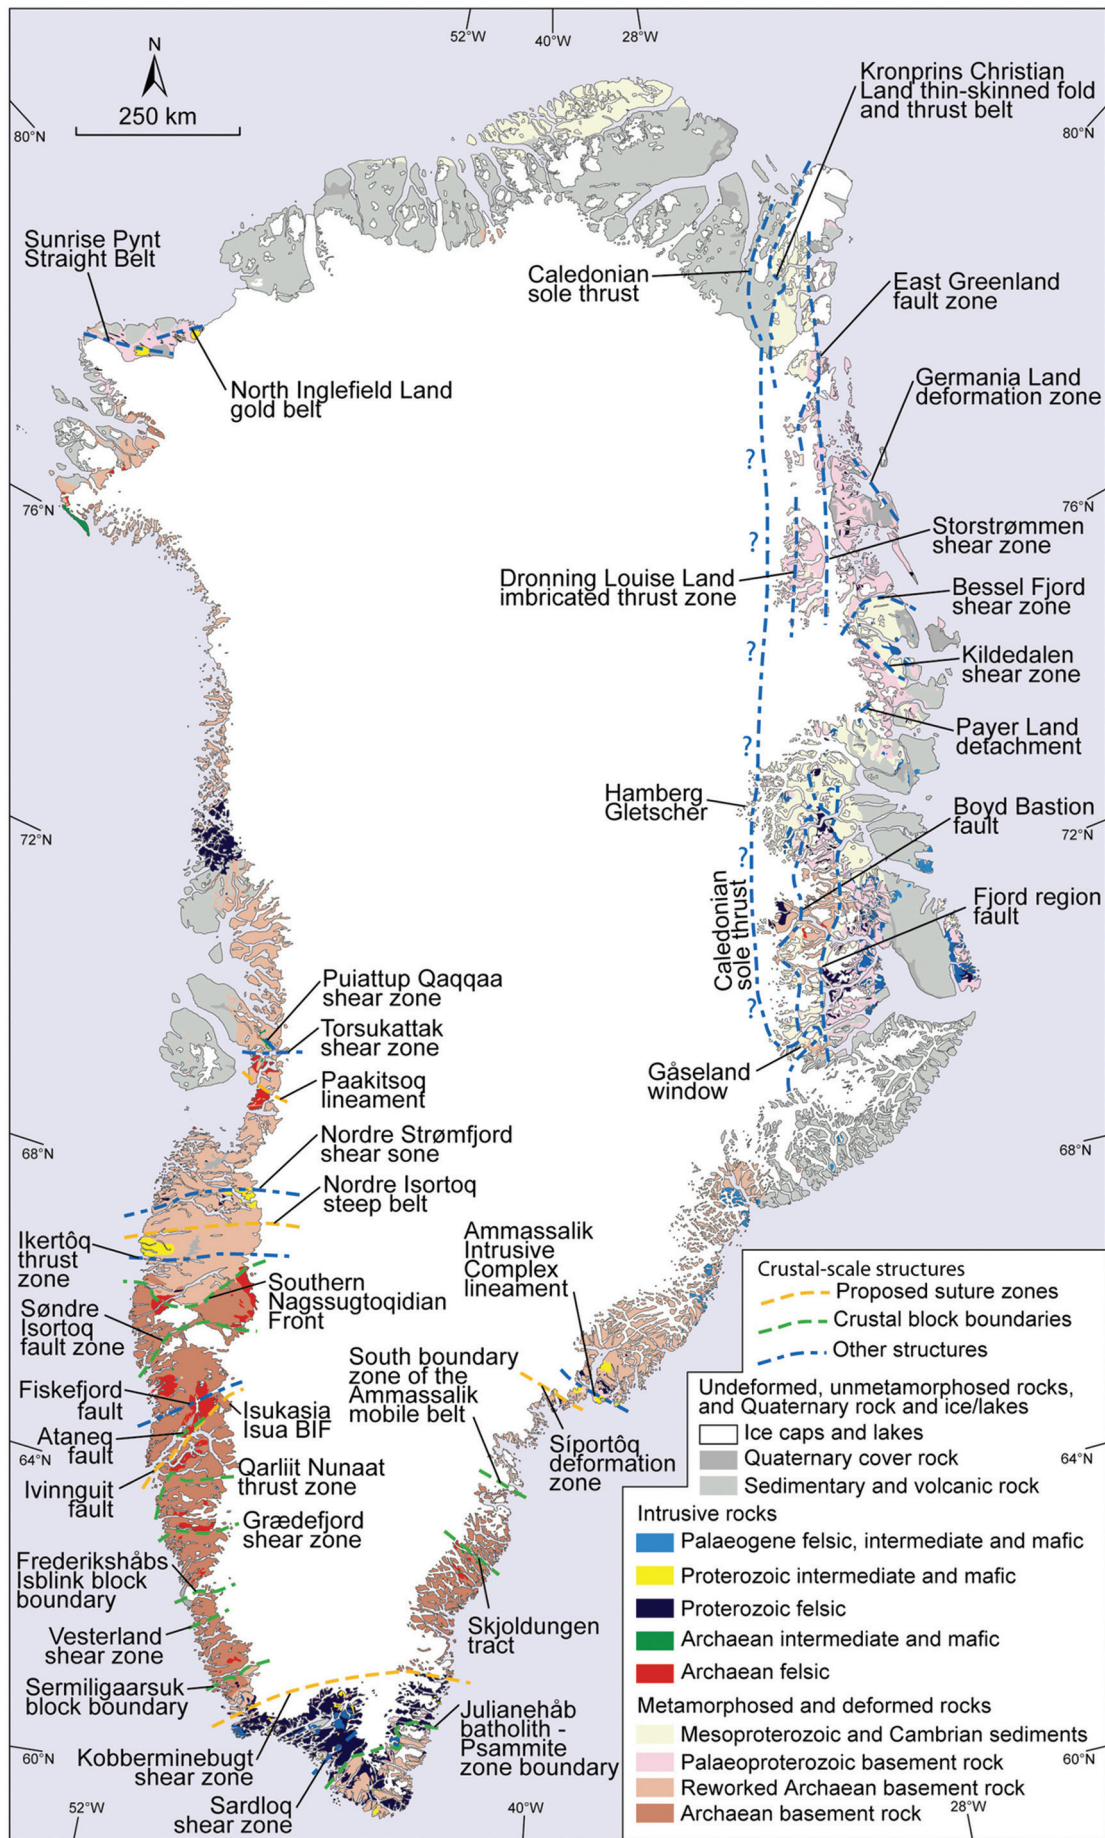 52°W
40°W
28°W
N
250 km
80°N
80°N
Kronprins Christian
Land thin-skinned fold
and thrust belt
Sunrise Pynt
Straight Belt
Caledonian
sole thrust
East Greenland
fault zone
North Inglefield Land
gold belt
Germania Land
deformation zone
?
76°N
76°N
?
Storstrømmen
shear zone
Dronning Louise Land
imbricated thrust zone
Bessel Fjord
shear zone
?
Kildedalen
shear zone
Payer Land
detachment
?
Hamberg
Gletscher
Boyd Bastion
fault
72°N
72°N
?
Fjord region
fault
Caledonian
sole thrust
Puiattup Qaqqaa
shear zone
?
Torsukattak
shear zone
Gåseland
window
Paakitsoq
lineament
68°N
68°N
Nordre Strømfjord
shear sone
Nordre Isortoq
steep belt
Ikertôq
thrust
zone
Ammassalik
Intrusive
Complex
lineament
Southern
Nagssugtoqidian
Front
Søndre
Isortoq
fault zone
South boundary
zone of the
Ammassalik
mobile belt
Fiskefjord
fault
Isukasia
Isua BIF
Ataneq
fault
Síportôq
deformation
zone
64°N
64°N
Ivinnguit
fault
Qarliit Nunaat
thrust zone
Grædefjord
shear zone
Frederikshåbs
Isblink block
boundary
Vesterland
shear zone
Skjoldungen
tract
Sermiligaarsuk
block boundary
Julianehåb
batholith -
Psammite
zone boundary
Kobberminebugt
shear zone
60°N
60°N
Sardloq
shear zone
52°W
40°W
28°W
Crustal-scale structures
Proposed suture zones
Crustal block boundaries
Other structures
Undeformed, unnetamorphosed rocks,
and Quaternary rock and ice/lakes
Ice caps and lakes
Quaternary cover rock
Sedimentary and volcanic rock
Intrusive rocks
Palaeogene felsic, intermediate and mafic
Proterozoic intermediate and mafic
Proterozoic felsic
Archaean intermediate and mafic
Archaean felsic
Metamorphosed and deformed rocks
Mesoproterozoic and Cambrian sediments
Palaeoproterozoic basement rock
Reworked Archaean basement rock
Archaean basement rock